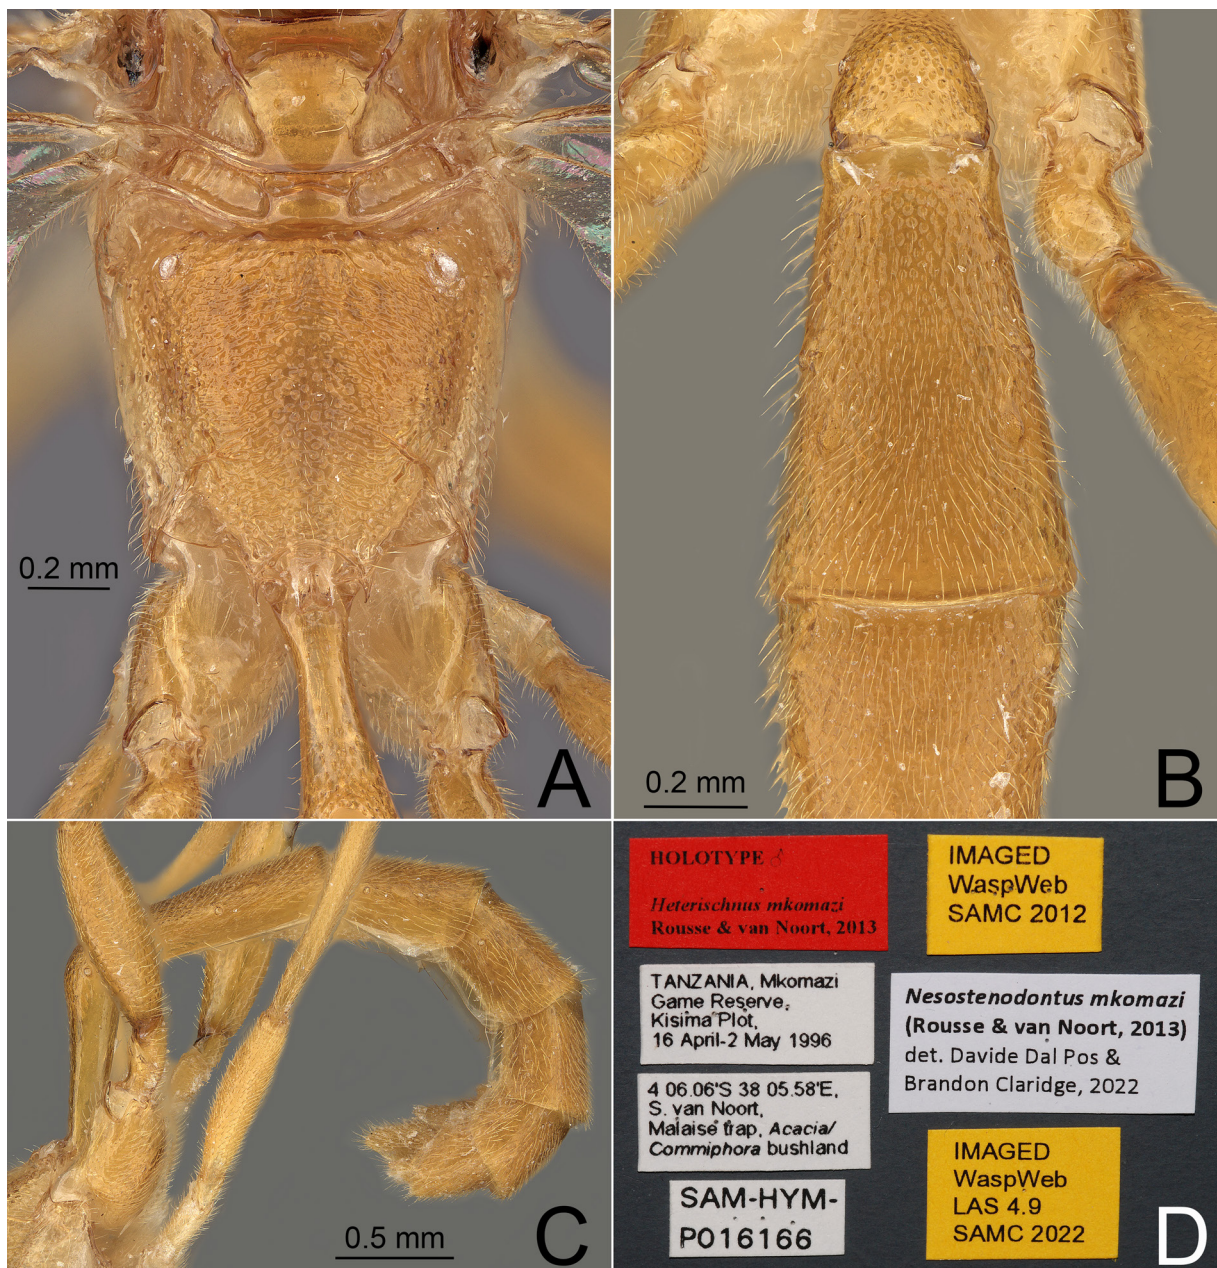 0.2 mm
A
0.2 mm
B
0.5 mm
C
HOLOTYPE ♂
Heterischnus mkomazi
Rousse & van Noort, 2013
TANZANIA, Mkomazi
Game Reserve,
Kisima Plot,
16 April-2 May 1996
4 06.06'S 38 05.58'E,
S. van Noort,
Malaise trap, Acacia/
Commiphora bushland
SAM-HYM-
P016166
IMAGED
WaspWeb
SAMC 2012
Nesostenodontus mkomazi
(Rousse & van Noort, 2013)
det. Davide Dal Pos &
Brandon Claridge, 2022
IMAGED
WaspWeb
LAS 4.9
SAMC 2022
D